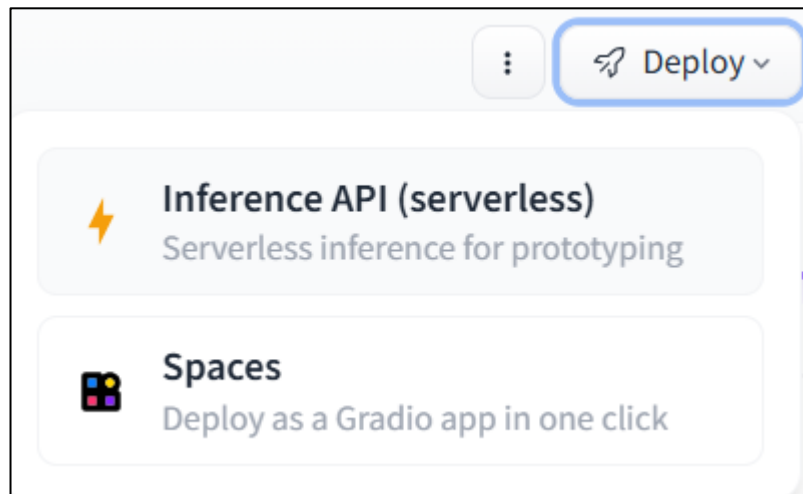 Deploy
Inference API (serverless)
Serverless inference for prototyping
Spaces
Deploy as a Gradio app in one click